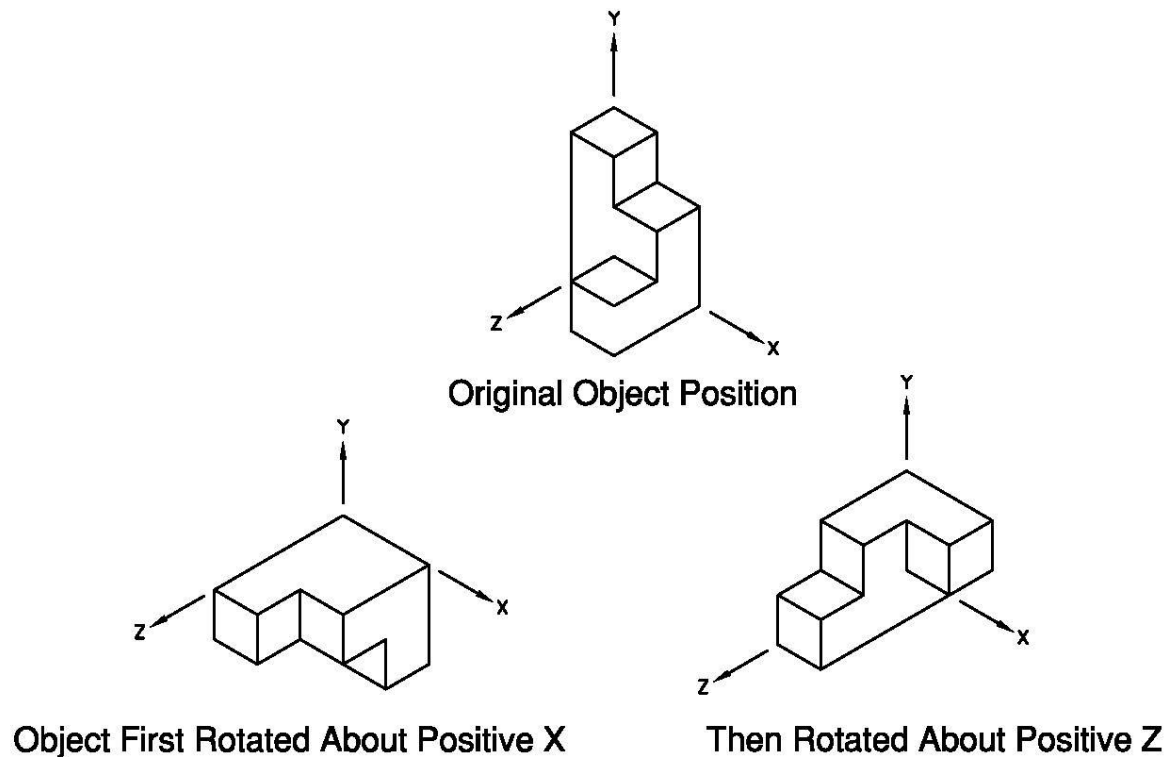 Y
Z
X
Original Object Position
Y
Z
X
Object First Rotated About Positive X
Y
Z
X
Then Rotated About Positive Z